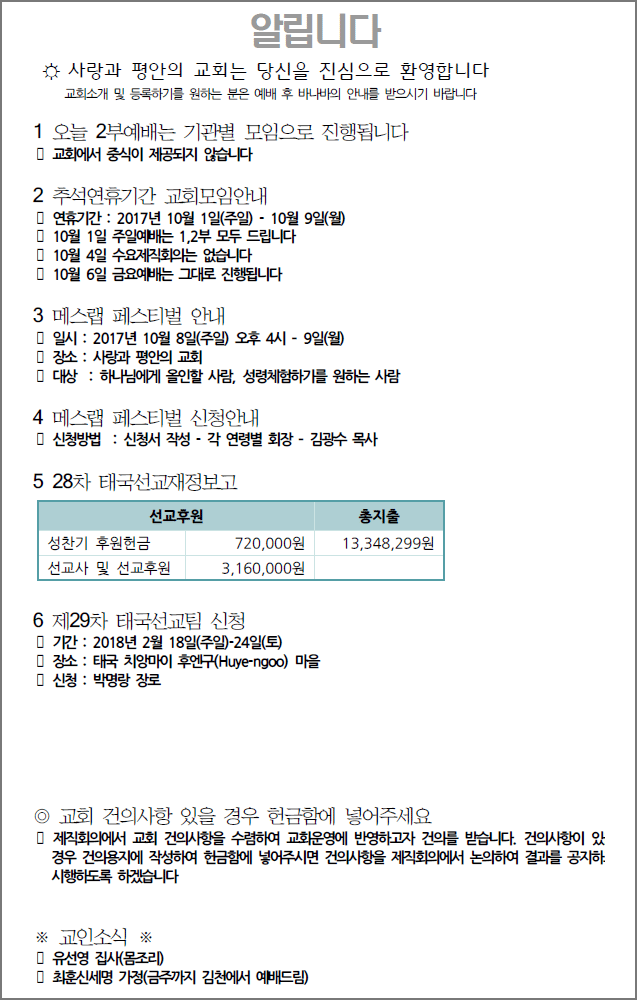 알립니다
☼ 사랑과 평안의 교회는 당신을 진심으로 환영합니다
교회소개 및 등록하기를 원하는 분은 예배 후 바나바의 안내를 받으시기 바랍니다
1 오늘 2부예배는 기관별 모임으로 진행됩니다
▯ 교회에서 중식이 제공되지 않습니다
2 추석연휴기간 교회모임안내
▯ 연휴기간 : 2017년 10월 1일(주일) - 10월 9일(월)
▯ 10월 1일 주일예배는 1,2부 모두 드립니다
▯ 10월 4일 수요제직회의는 없습니다
▯ 10월 6일 금요예배는 그대로 진행됩니다
3 메스랩 페스티벌 안내
▯ 일시 : 2017년 10월 8일(주일) 오후 4시 - 9일(월)
▯ 장소 : 사랑과 평안의 교회
▯ 대상 : 하나님에게 올인할 사람, 성령체험하기를 원하는 사람
4 메스랩 페스티벌 신청안내
▯ 신청방법 : 신청서 작성 - 각 연령별 회장 - 김광수 목사
5 28차 태국선교재정보고
선교후원 총지출
성찬기 후원헌금 720,000원 13,348,299원
선교사 및 선교후원 3,160,000원
6 제29차 태국선교팀 신청
▯ 기간 : 2018년 2월 18일(주일)-24일(토)
▯ 장소 : 태국 치앙마이 후엔구(Huye-ngoo) 마을
▯ 신청 : 박명랑 장로
◎ 교회 건의사항 있을 경우 헌금함에 넣어주세요
▯ 제직회의에서 교회 건의사항을 수렴하여 교회운영에 반영하고자 건의를 받습니다. 건의사항이 있
경우 건의용지에 작성하여 헌금함에 넣어주시면 건의사항을 제직회의에서 논의하여 결과를 공지하
시행하도록 하겠습니다
※ 교인소식 ※
▯ 유선영 집사(몸조리)
▯ 최훈신세명 가정(금주까지 김천에서 예배드림)